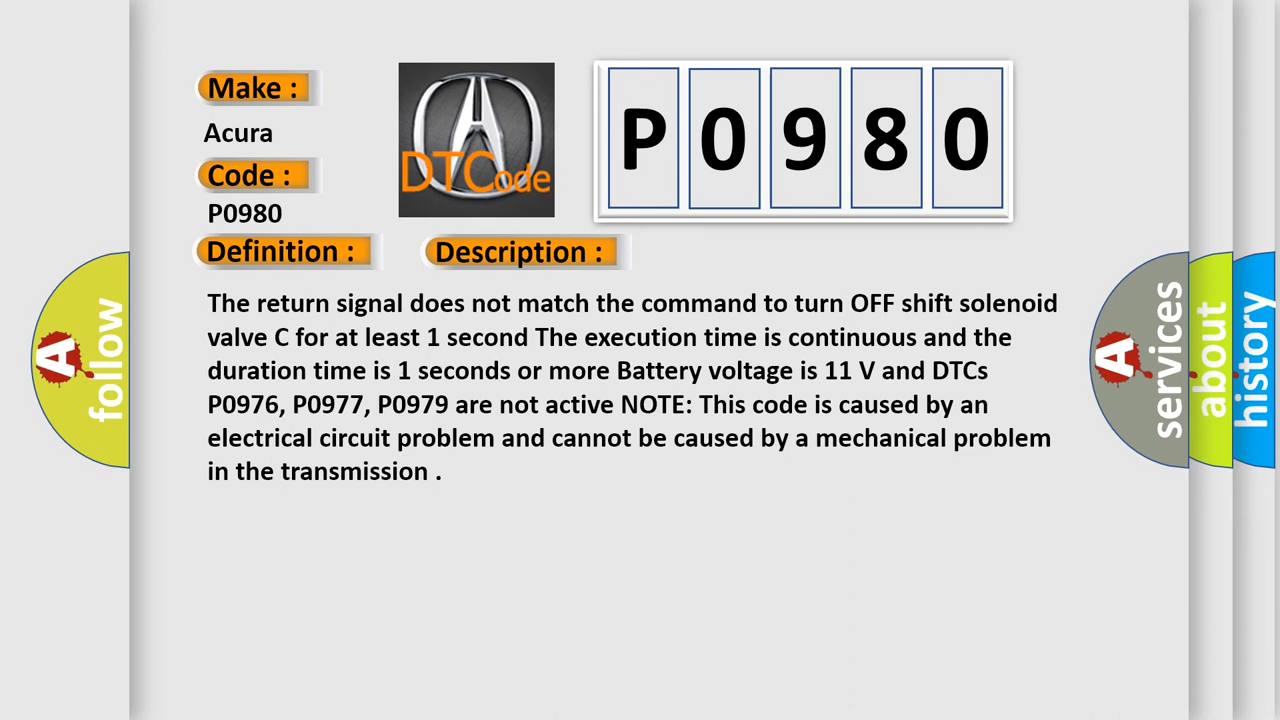 Make :
Acura
Code :
P0980
DTCode
P0980
Definition :
Description :
The return signal does not match the command to turn OFF shift solenoid
valve C for at least 1 second The execution time is continuous and the
duration time is 1 seconds or more Battery voltage is 11 V and DTCs
P0976, P0977, P0979 are not active NOTE: This code is caused by an
electrical circuit problem and cannot be caused by a mechanical problem
in the transmission .
A
follow
A
services
about
history